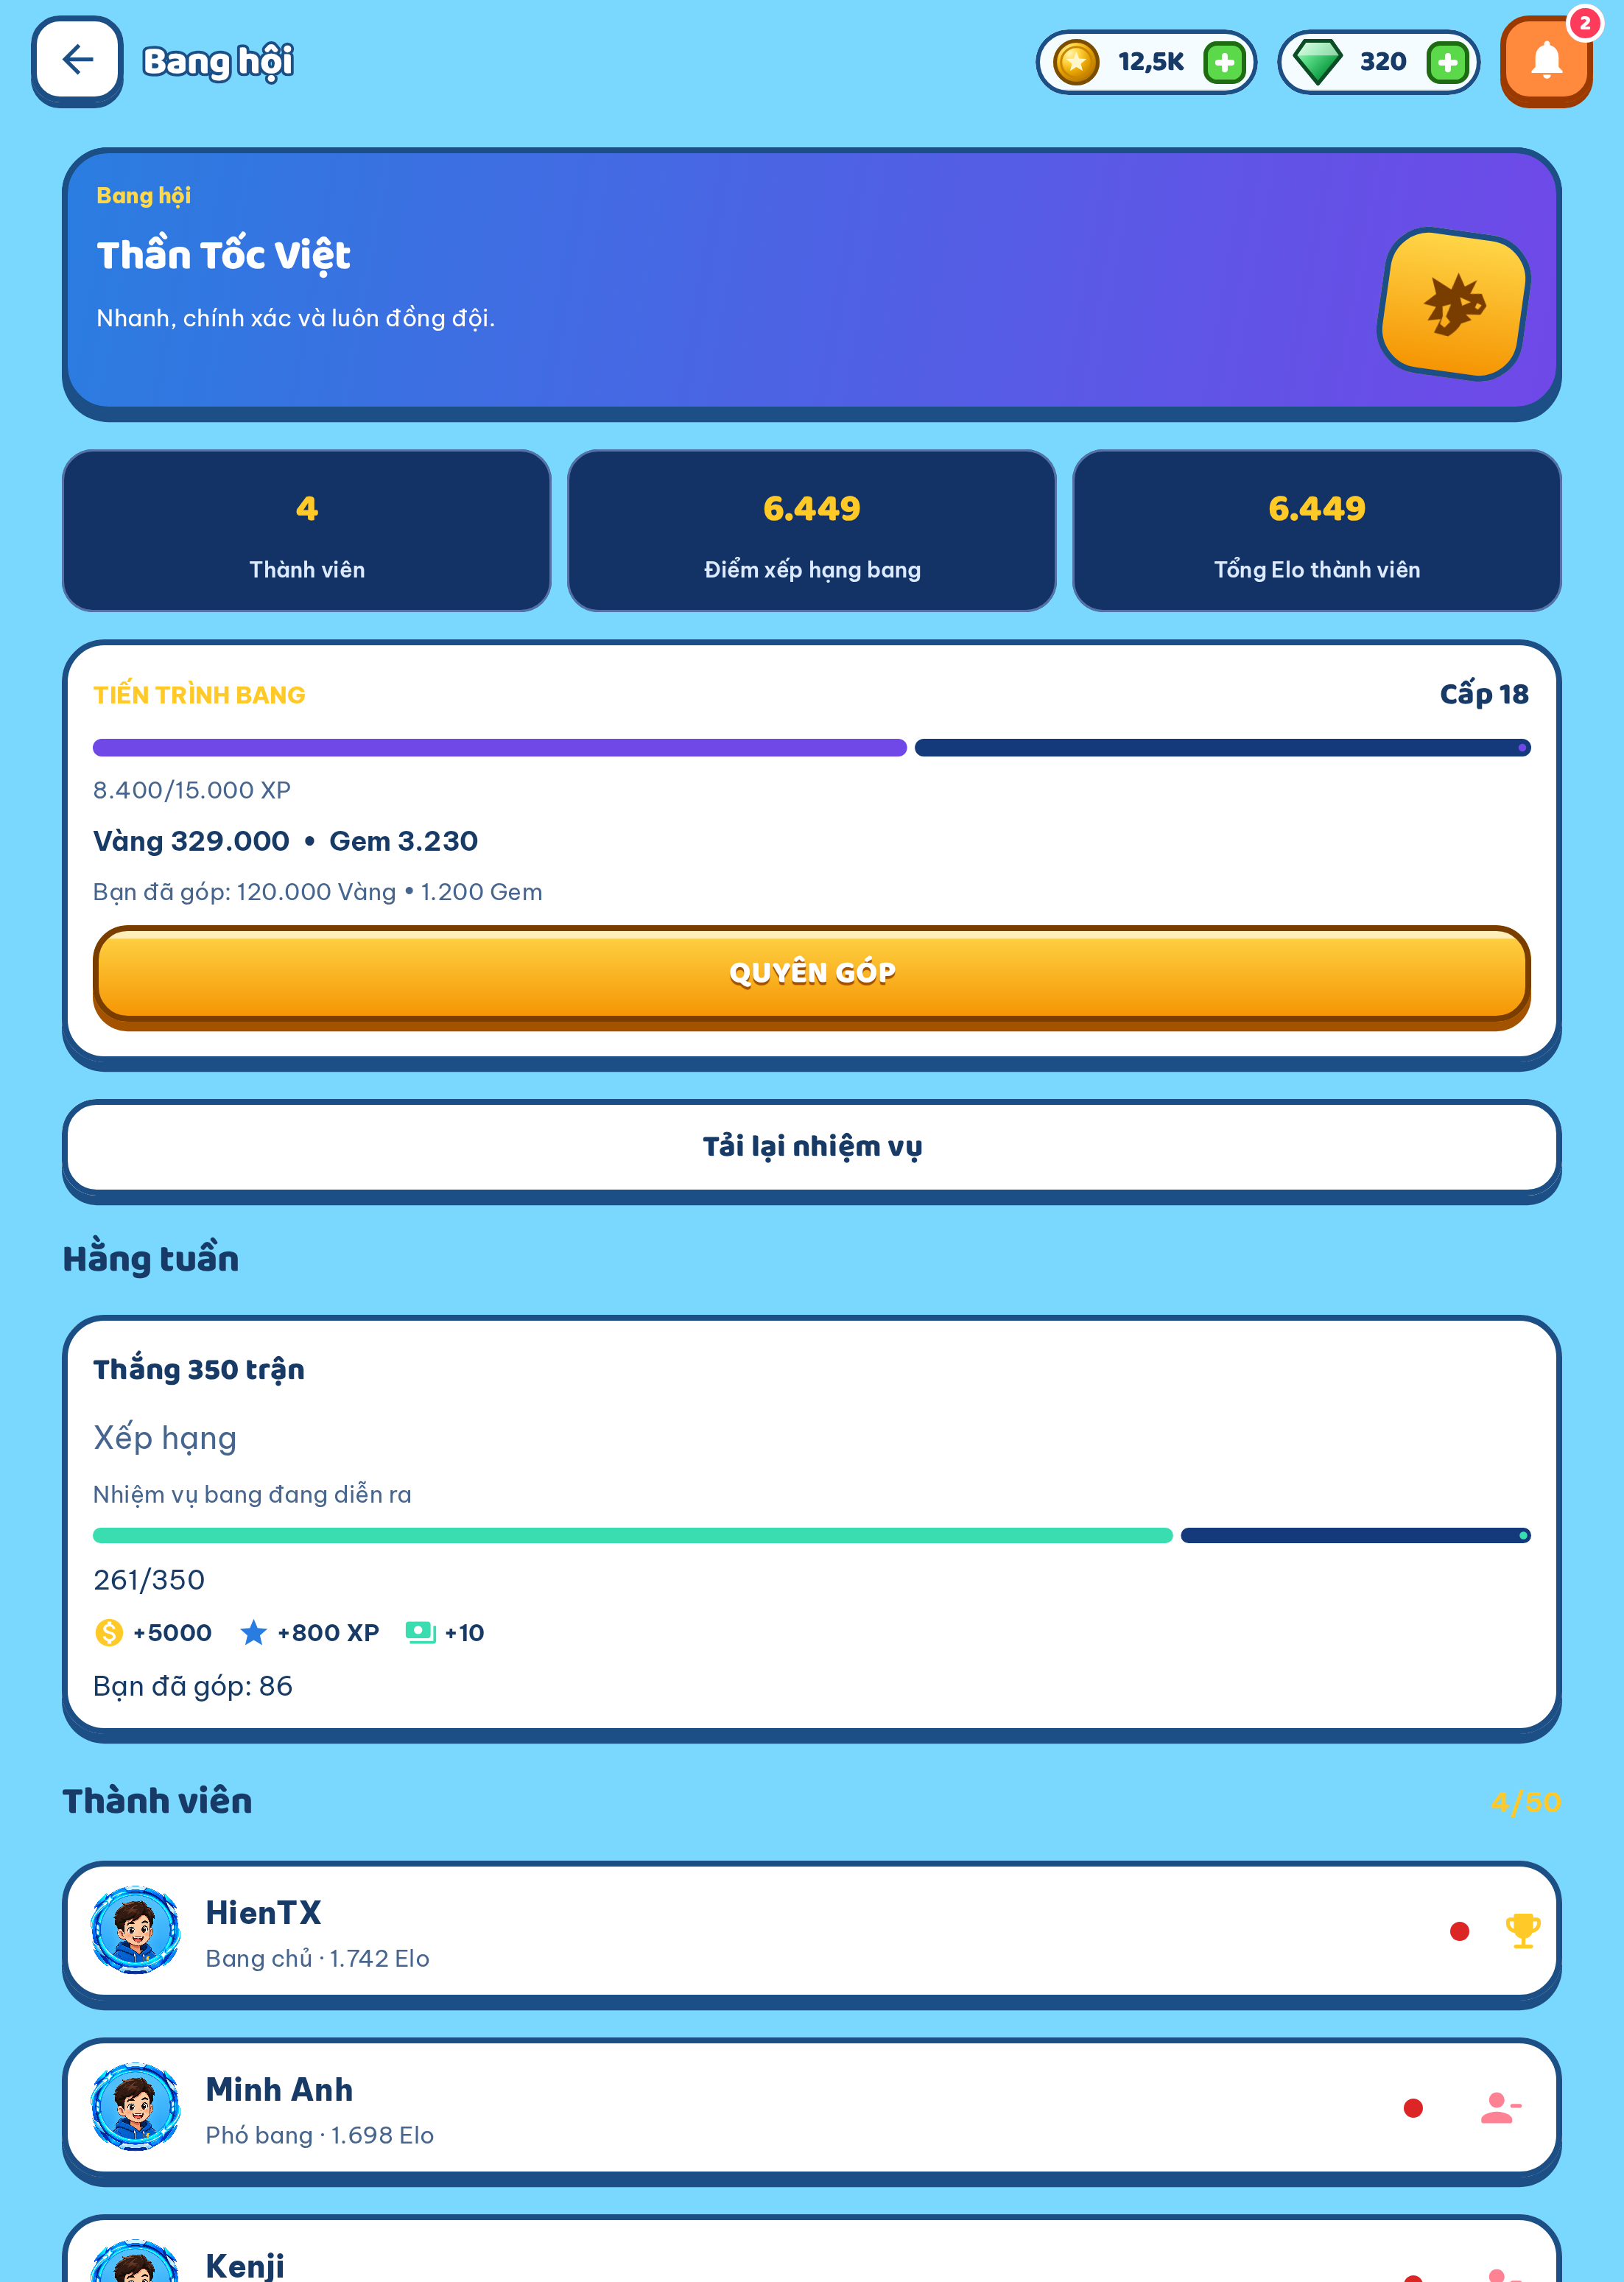 Bang hội
12,5K
320
2
Bang hội
Thần Tốc Việt
Nhanh, chính xác và luôn đồng đội.
4
Thành viên
6.449
Điểm xếp hạng bang
6.449
Tổng Elo thành viên
TIẾN TRÌNH BANG
Cấp 18
8.400/15.000 XP
Vàng 329.000 • Gem 3.230
Bạn đã góp: 120.000 Vàng • 1.200 Gem
QUYÊN GÓP
Tải lại nhiệm vụ
Hằng tuần
Thắng 350 trận
Xếp hạng
Nhiệm vụ bang đang diễn ra
261/350
+5000 +800 XP +10
Bạn đã góp: 86
Thành viên
4/50
HienTX
Bang chủ · 1.742 Elo
Minh Anh
Phó bang · 1.698 Elo
Kenji